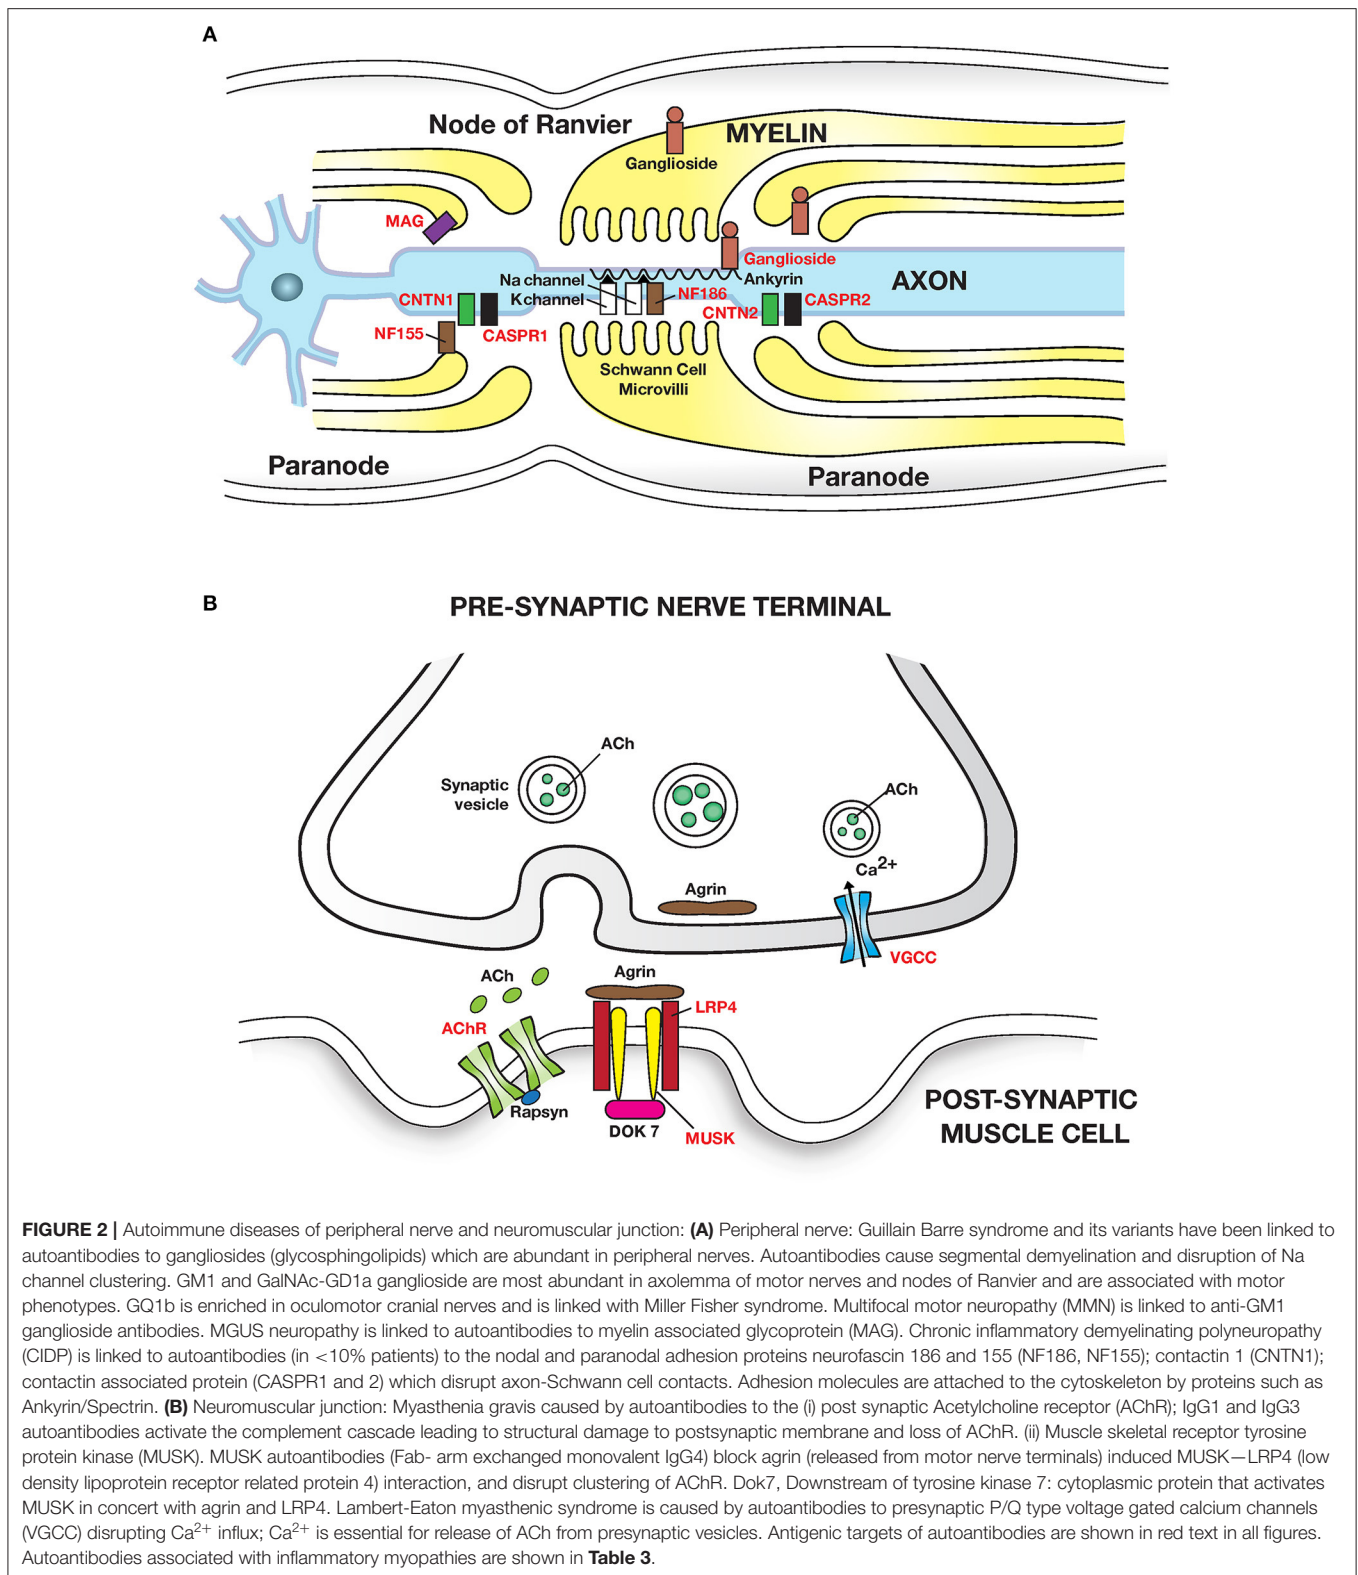 A
Node of Ranvier
MYELIN
Ganglioside
MAG
Ganglioside
Na channel
Ankyrin
AXON
CNTN1
K channel
NF186
CNTN2
CASPR2
NF155
CASPR1
Schwann Cell
Microvilli
Paranode
Paranode
B
PRE-SYNAPTIC NERVE TERMINAL
ACh
Synaptic
vesicle
ACh
Ca2+
Agrin
VGCC
ACh
Agrin
LRP4
AChR
Rapsyn
DOK 7
MUSK
POST-SYNAPTIC
MUSCLE CELL
FIGURE 2 | Autoimmune diseases of peripheral nerve and neuromuscular junction: (A) Peripheral nerve: Guillain Barre syndrome and its variants have been linked to
autoantibodies to gangliosides (glycosphingolipids) which are abundant in peripheral nerves. Autoantibodies cause segmental demyelination and disruption of Na
channel clustering. GM1 and GalNAc-GD1a ganglioside are most abundant in axolemma of motor nerves and nodes of Ranvier and are associated with motor
phenotypes. GQ1b is enriched in oculomotor cranial nerves and is linked with Miller Fisher syndrome. Multifocal motor neuropathy (MMN) is linked to anti-GM1
ganglioside antibodies. MGUS neuropathy is linked to autoantibodies to myelin associated glycoprotein (MAG). Chronic inflammatory demyelinating polyneuropathy
(CIDP) is linked to autoantibodies (in <10% patients) to the nodal and paranodal adhesion proteins neurofascin 186 and 155 (NF186, NF155); contactin 1 (CNTN1);
contactin associated protein (CASPR1 and 2) which disrupt axon-Schwann cell contacts. Adhesion molecules are attached to the cytoskeleton by proteins such as
Ankyrin/Spectrin. (B) Neuromuscular junction: Myasthenia gravis caused by autoantibodies to the (i) post synaptic Acetylcholine receptor (AChR); IgG1 and IgG3
autoantibodies activate the complement cascade leading to structural damage to postsynaptic membrane and loss of AChR. (ii) Muscle skeletal receptor tyrosine
protein kinase (MUSK). MUSK autoantibodies (Fab- arm exchanged monovalent IgG4) block agrin (released from motor nerve terminals) induced MUSK—LRP4 (low
density lipoprotein receptor related protein 4) interaction, and disrupt clustering of AChR. Dok7, Downstream of tyrosine kinase 7: cytoplasmic protein that activates
MUSK in concert with agrin and LRP4. Lambert-Eaton myasthenic syndrome is caused by autoantibodies to presynaptic P/Q type voltage gated calcium channels
(VGCC) disrupting Ca2+ influx; Ca2+ is essential for release of ACh from presynaptic vesicles. Antigenic targets of autoantibodies are shown in red text in all figures.
Autoantibodies associated with inflammatory myopathies are shown in Table 3.